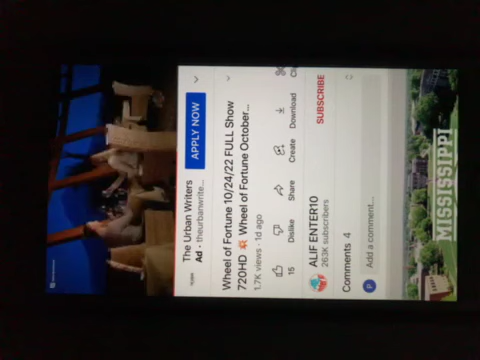 The Urban Writers
Ad · theurbanwrite...
APPLY NOW
Wheel of Fortune 10/24/22 FULL Show
720HD 💥 Wheel of Fortune October...
1.7K views · 1d ago
15
Dislike
Share
Create
Download
ALIF ENTER10
263K subscribers
SUBSCRIBE
Comments 4
P
Add a comment...
MISSISSIPPI